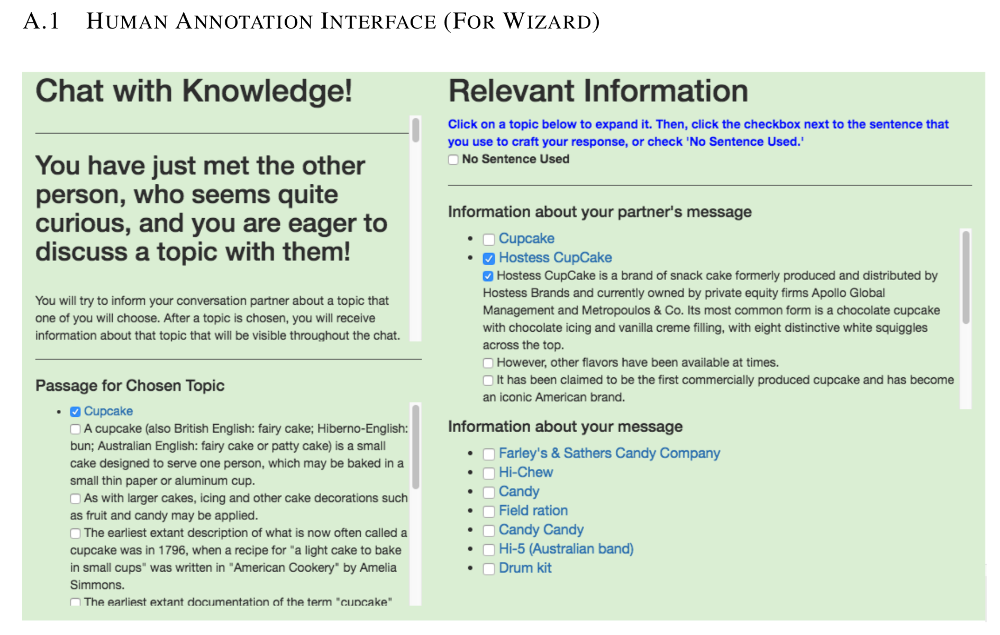 A.1 HUMAN ANNOTATION INTERFACE (FOR WIZARD)
Chat with Knowledge!
You have just met the other
person, who seems quite
curious, and you are eager to
discuss a topic with them!
You will try to inform your conversation partner about a topic that
one of you will choose. After a topic is chosen, you will receive
information about that topic that will be visible throughout the chat.
Passage for Chosen Topic
Cupcake
A cupcake (also British English: fairy cake; Hiberno-English:
bun; Australian English: fairy cake or patty cake) is a small
cake designed to serve one person, which may be baked in a
small thin paper or aluminum cup.
As with larger cakes, icing and other cake decorations such
as fruit and candy may be applied.
The earliest extant description of what is now often called a
cupcake was in 1796, when a recipe for "a light cake to bake
in small cups" was written in "American Cookery" by Amelia
Simmons.
The earliest extant documentation of the term "cupcake"
Relevant Information
Click on a topic below to expand it. Then, click the checkbox next to the sentence that
you use to craft your response, or check 'No Sentence Used.'
No Sentence Used
Information about your partner's message
Cupcake
Hostess CupCake
Hostess CupCake is a brand of snack cake formerly produced and distributed by
Hostess Brands and currently owned by private equity firms Apollo Global
Management and Metropoulos & Co. Its most common form is a chocolate cupcake
with chocolate icing and vanilla creme filling, with eight distinctive white squiggles
across the top.
However, other flavors have been available at times.
It has been claimed to be the first commercially produced cupcake and has become
an iconic American brand.
Information about your message
Farley's & Sathers Candy Company
Hi-Chew
Candy
Field ration
Candy Candy
Hi-5 (Australian band)
Drum kit